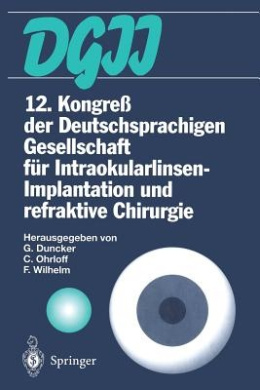 DGII
12. Kongreß
der Deutschsprachigen
Gesellschaft
für Intraokularlinsen-
Implantation und
refraktive Chirurgie
Herausgegeben von
G. Duncker
C. Ohrloff
F. Wilhelm
Springer